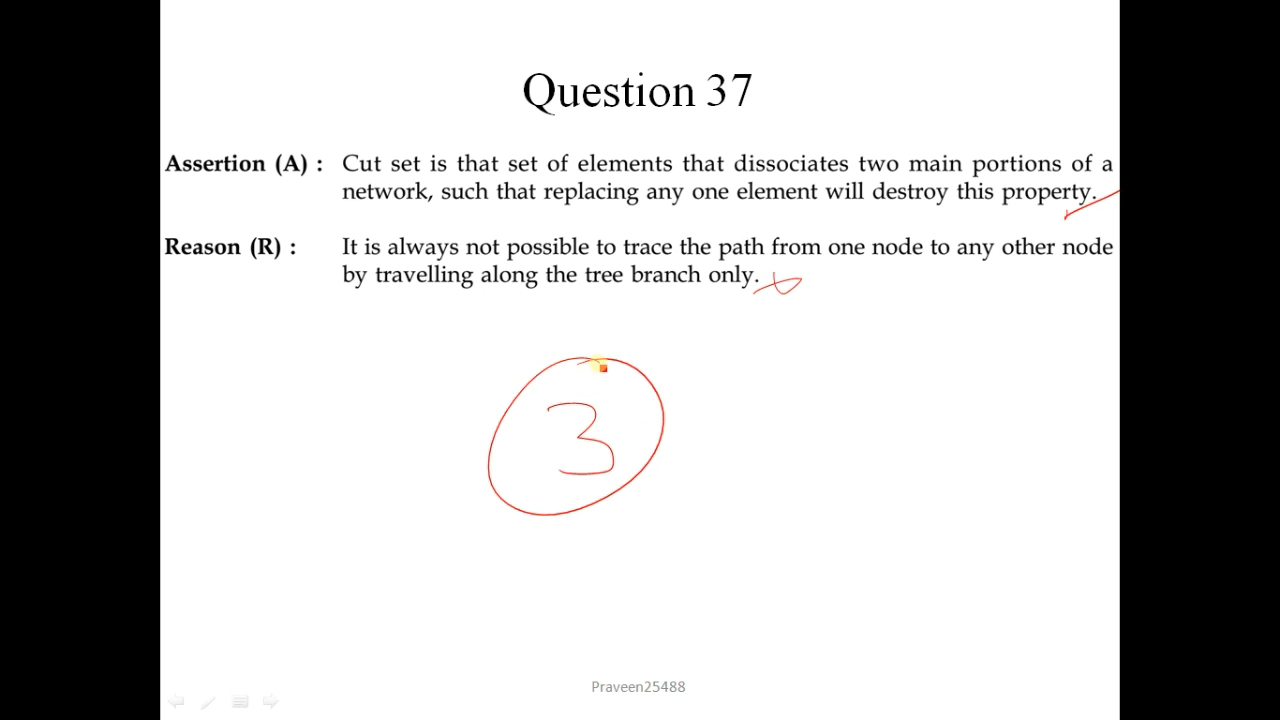 Question 37
Assertion (A) : Cut set is that set of elements that dissociates two main portions of a
network, such that replacing any one element will destroy this property.
Reason (R) : It is always not possible to trace the path from one node to any other node
by travelling along the tree branch only.
3
Praveen25488